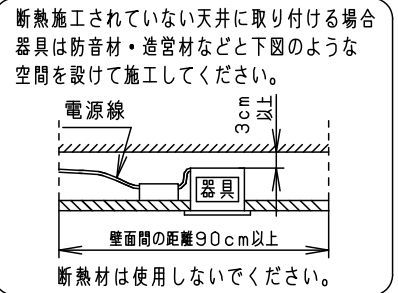 断熱施工されていない天井に取り付ける場合
器具は防音材・造営材などと下図のような
空間を設けて施工してください。
電源線
3cm
以上
器具
壁面間の距離90cm以上
断熱材は使用しないでください。